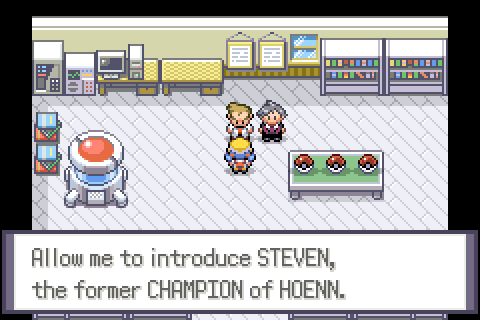 Allow me to introduce STEVEN,
the former CHAMPION of HOENN.